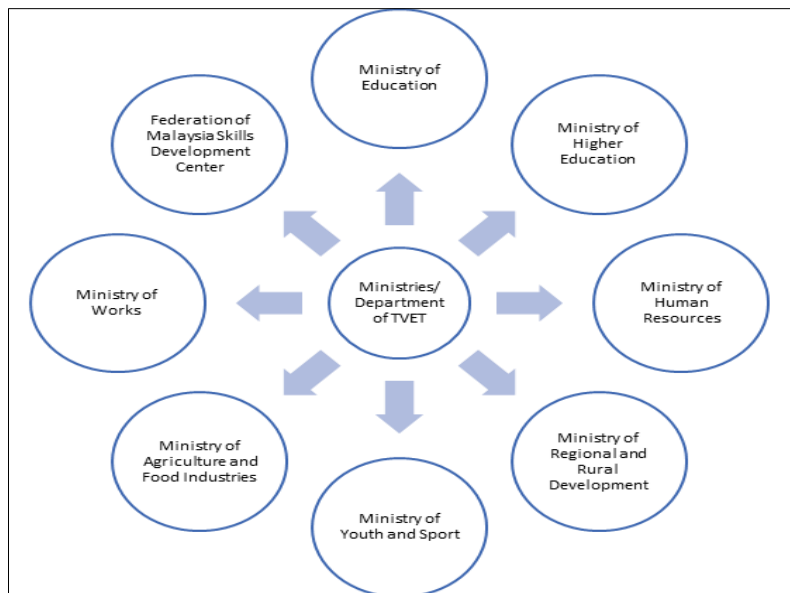 Ministry of
Education
Federation of
Malaysia Skills
Development
Center
Ministry of
Higher
Education
Ministry of
Works
Ministries/
Department
of TVET
Ministry of
Human
Resources
Ministry of
Agriculture and
Food Industries
Ministry of
Regional and
Rural
Development
Ministry of
Youth and Sport